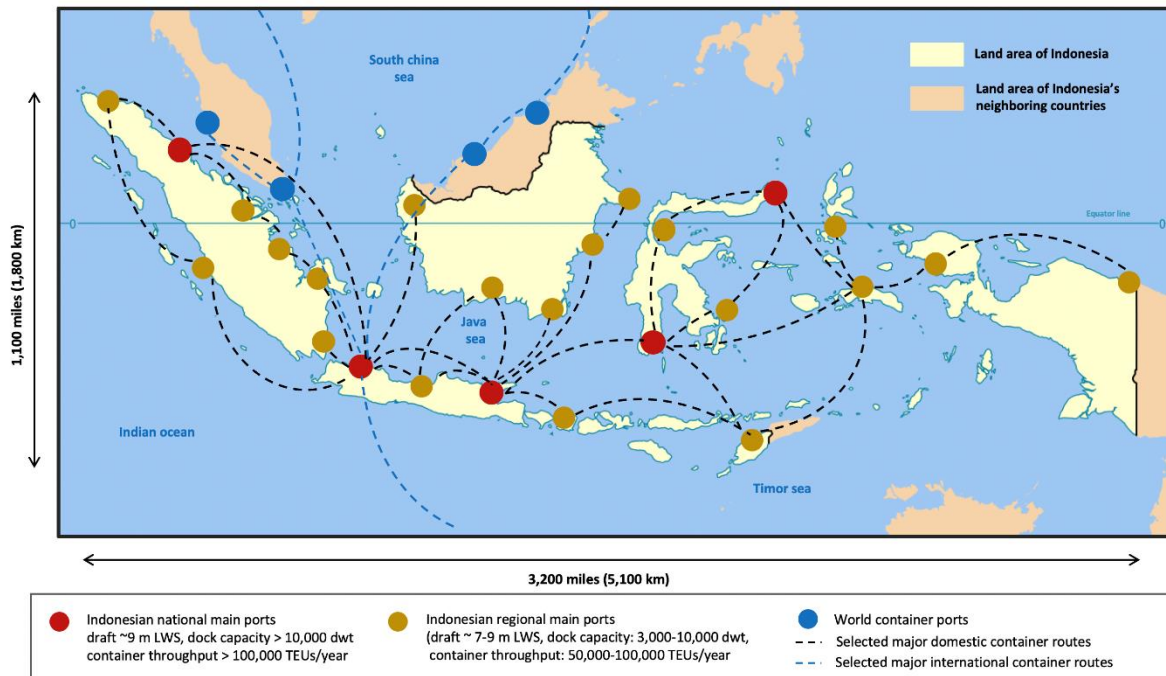 South china
sea
Land area of Indonesia
Land area of Indonesia's
neighboring countries
1,100 miles (1,800 km)
0
Equator line
0
Java
sea
Indian ocean
Timor sea
3,200 miles (5,100 km)
Indonesian national main ports
draft ~9 m LWS, dock capacity > 10,000 dwt
container throughput > 100,000 TEUs/year
Indonesian regional main ports
(draft ~ 7-9 m LWS, dock capacity: 3,000-10,000 dwt,
container throughput: 50,000-100,000 TEUs/year
World container ports
Selected major domestic container routes
Selected major international container routes